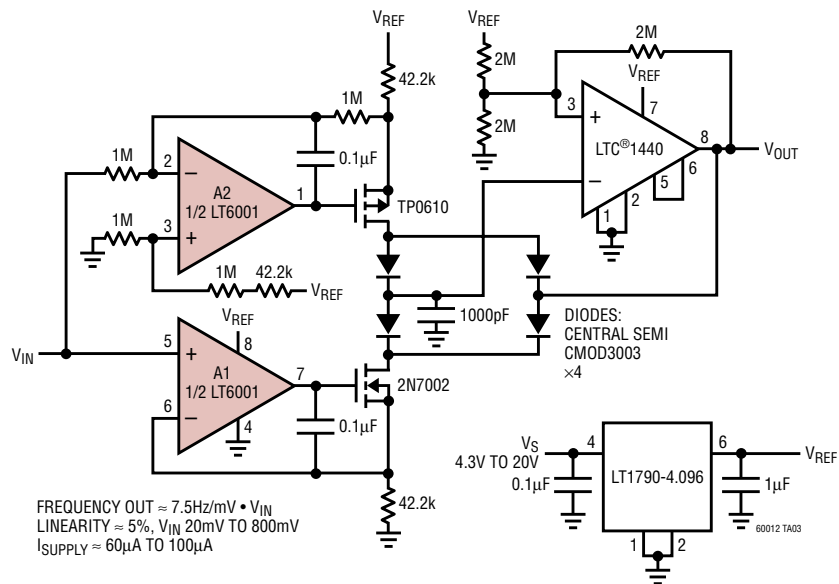 VREF
VREF
2M
2M
42.2k
VREF
1M
3
+
7
2M
0.1µF
LTC®1440
8
VOUT
1M
2
−
A2
1/2 LT6001
1
TP0610
−
5
6
1
2
1M
3
+
1M
42.2k
VREF
1000pF
DIODES:
CENTRAL SEMI
CMOD3003
×4
VREF
VIN
5
+
8
A1
1/2 LT6001
7
2N7002
6
−
4
0.1µF
42.2k
VS
4.3V TO 20V
4
LT1790-4.096
6
VREF
0.1µF
1µF
1
2
60012 TA03
FREQUENCY OUT ≈ 7.5Hz/mV • VIN
LINEARITY ≈ 5%, VIN 20mV TO 800mV
ISUPPLY ≈ 60µA TO 100µA